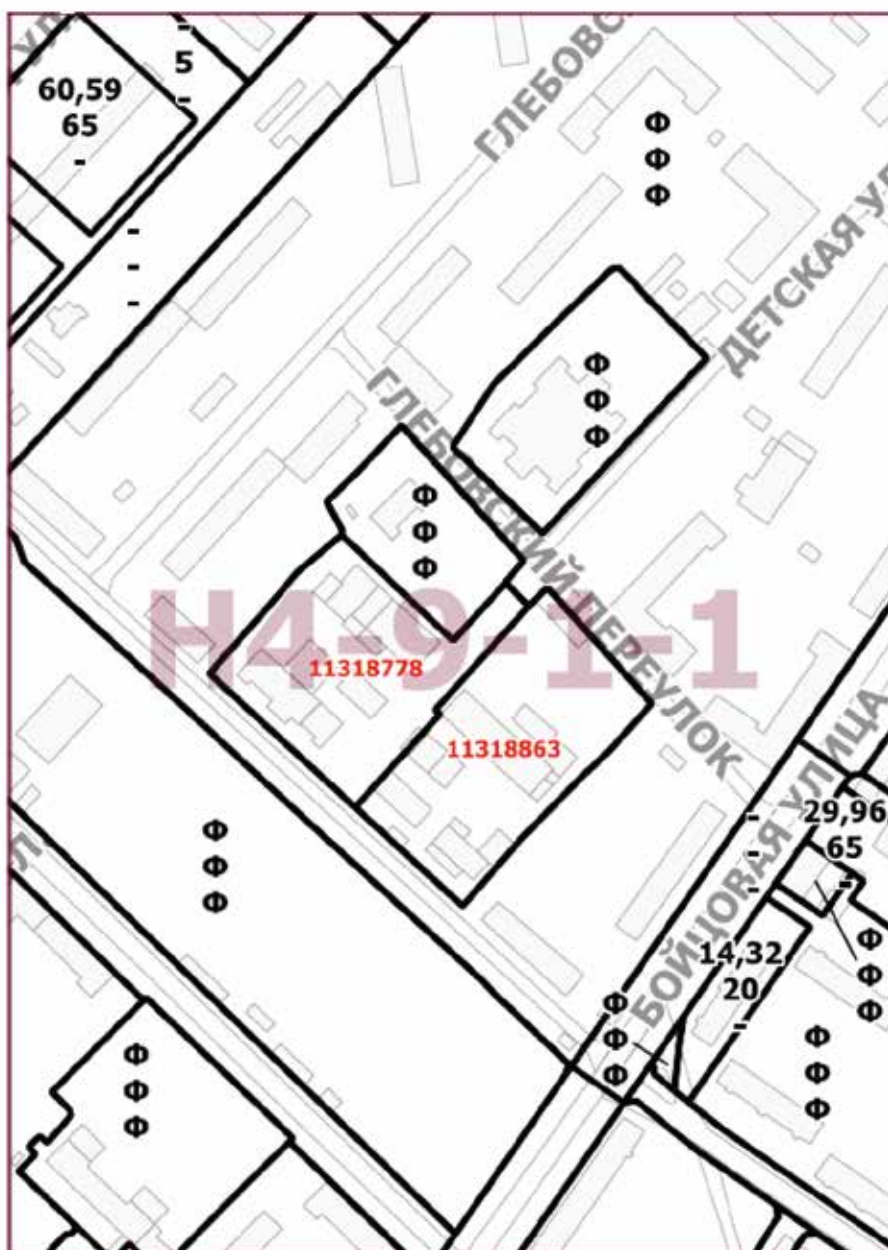 5
-
60,59
65
-
ГЛЕБОВС
Ф
Ф
Ф
-
-
-
ДЕТСКАЯ УЛ
Ф
Ф
Ф
ГЛЕБОВСКИЙ ПЕРЕУЛОК
Ф
Ф
Ф
Н4-9-1-1
11318778
11318863
БОЙЦОВАЯ УЛИЦА
-
-
-
29,96
65
-
Ф
Ф
Ф
14,32
20
-
Ф
Ф
Ф
Ф
Ф
Ф
Ф
Ф
Ф
Ф
Ф
Ф